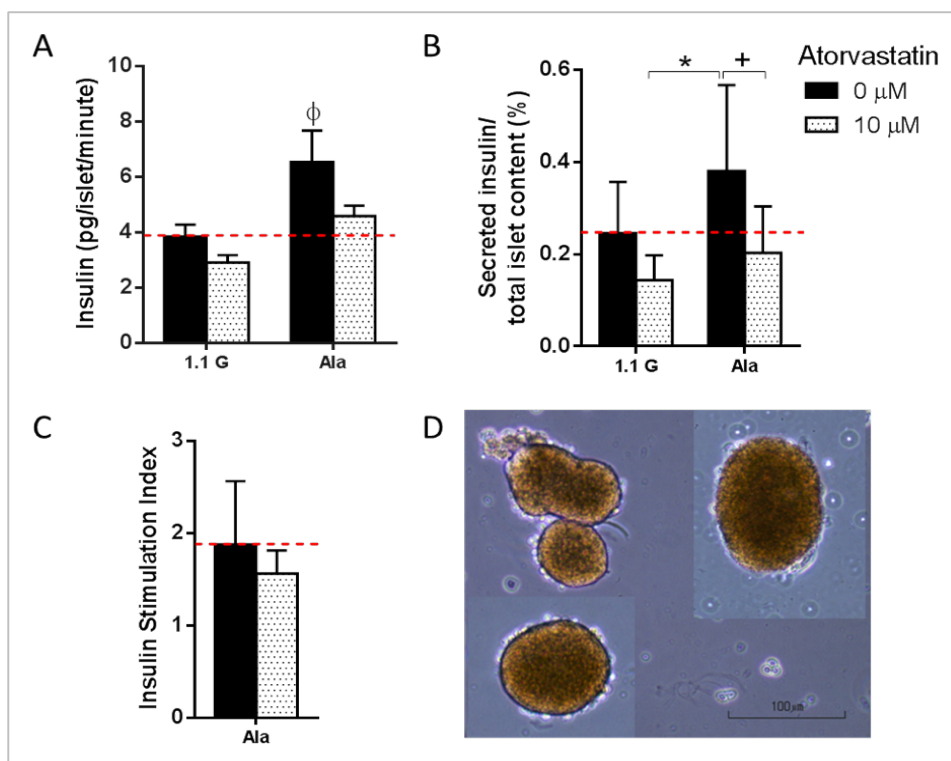 A
Insulin (pg/islet/minute)
10
8
6
4
2
0
ϕ
1.1 G
Ala
B
Secreted insulin/
total islet content (%)
0.6
0.4
0.2
0.0
*
+
1.1 G
Ala
Atorvastatin
0 μM
10 μM
C
Insulin Stimulation Index
3
2
1
0
Ala
D
100μm